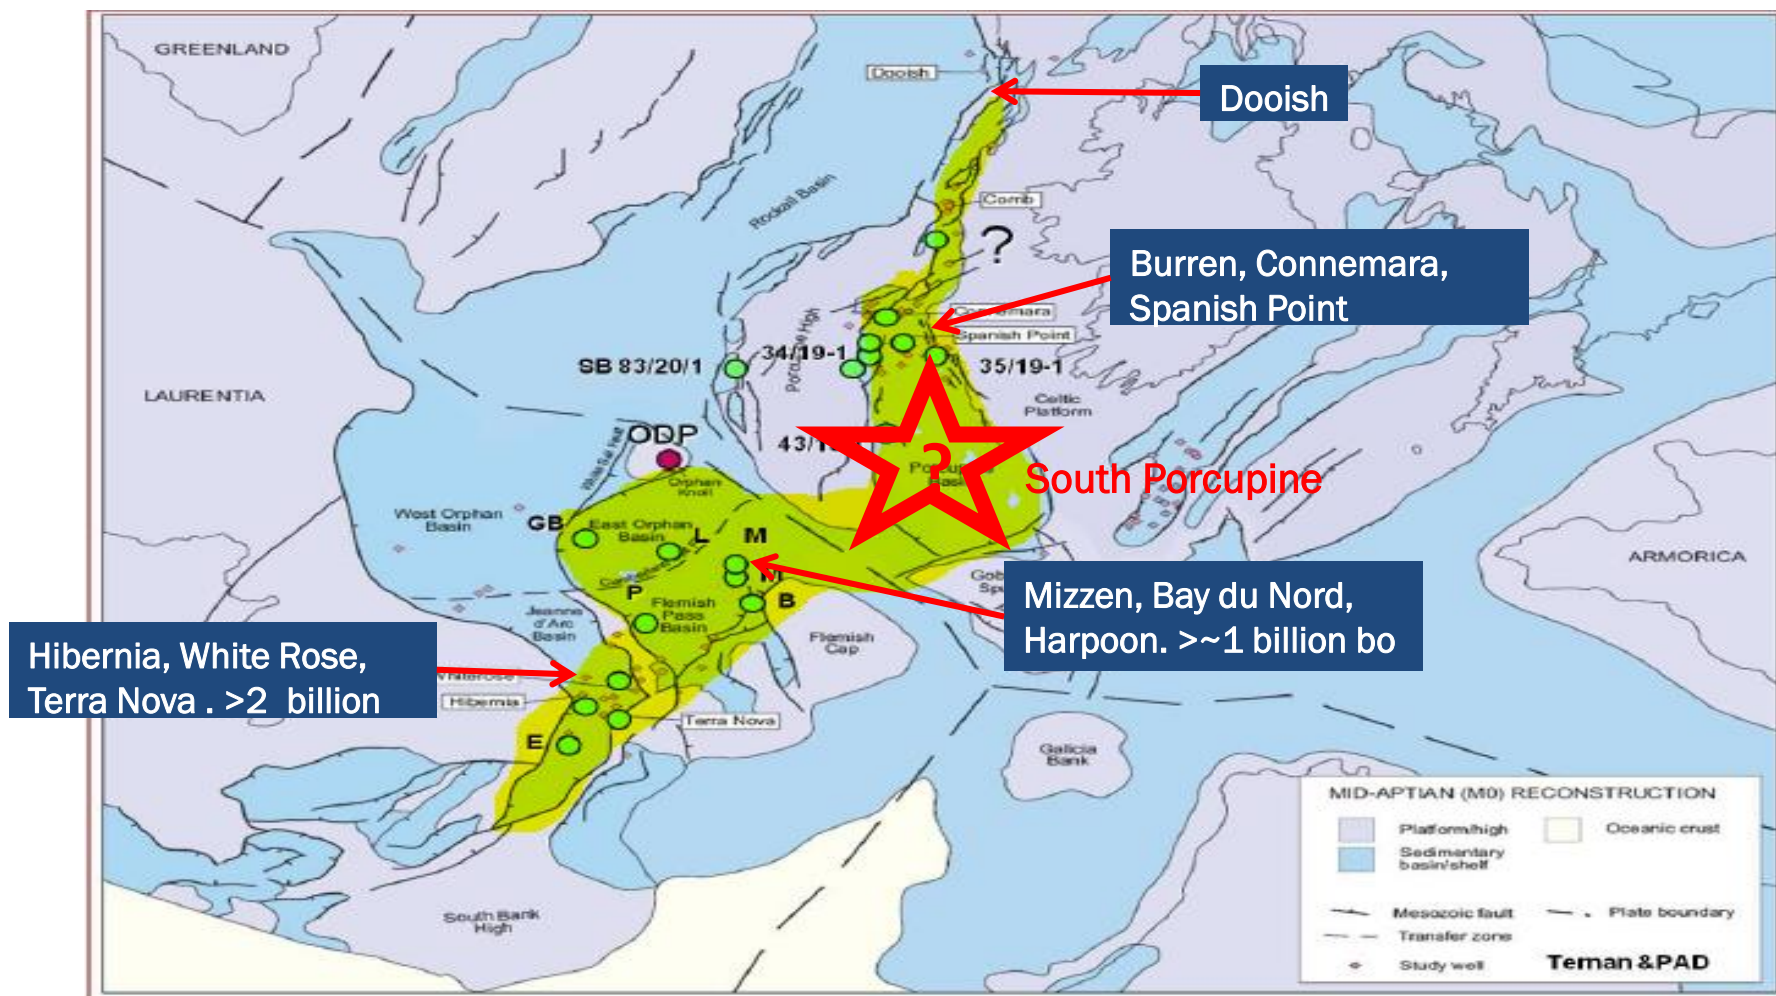 GREENLAND
Dooish
Dooish
Rockall Basin
Corrib
?
Burren, Connemara,
Spanish Point
Connemara
Spanish Point
Porcupine High
SB 83/20/1
34/19-1
35/19-1
LAURENTIA
Celtic
Platform
ODP
?
South Porcupine
Orphan
Knoll
West Orphan
Basin
GB
East Orphan
Basin
L
M
ARMORICA
P
M
B
Flemish
Pass
Basin
Jeanne
d'Arc
Basin
Flemish
Cap
Mizzen, Bay du Nord,
Harpoon. >~1 billion bo
Hibernia, White Rose,
Terra Nova . >2 billion
Hibernia
Terra Nova
E
Galicia
Bank
South Bank
High
MID-APTIAN (M0) RECONSTRUCTION
Platform/high
Oceanic crust
Sedimentary
basin/shelf
Mesozoic fault
Plate boundary
Transfer zone
Study well
Ternan &PAD